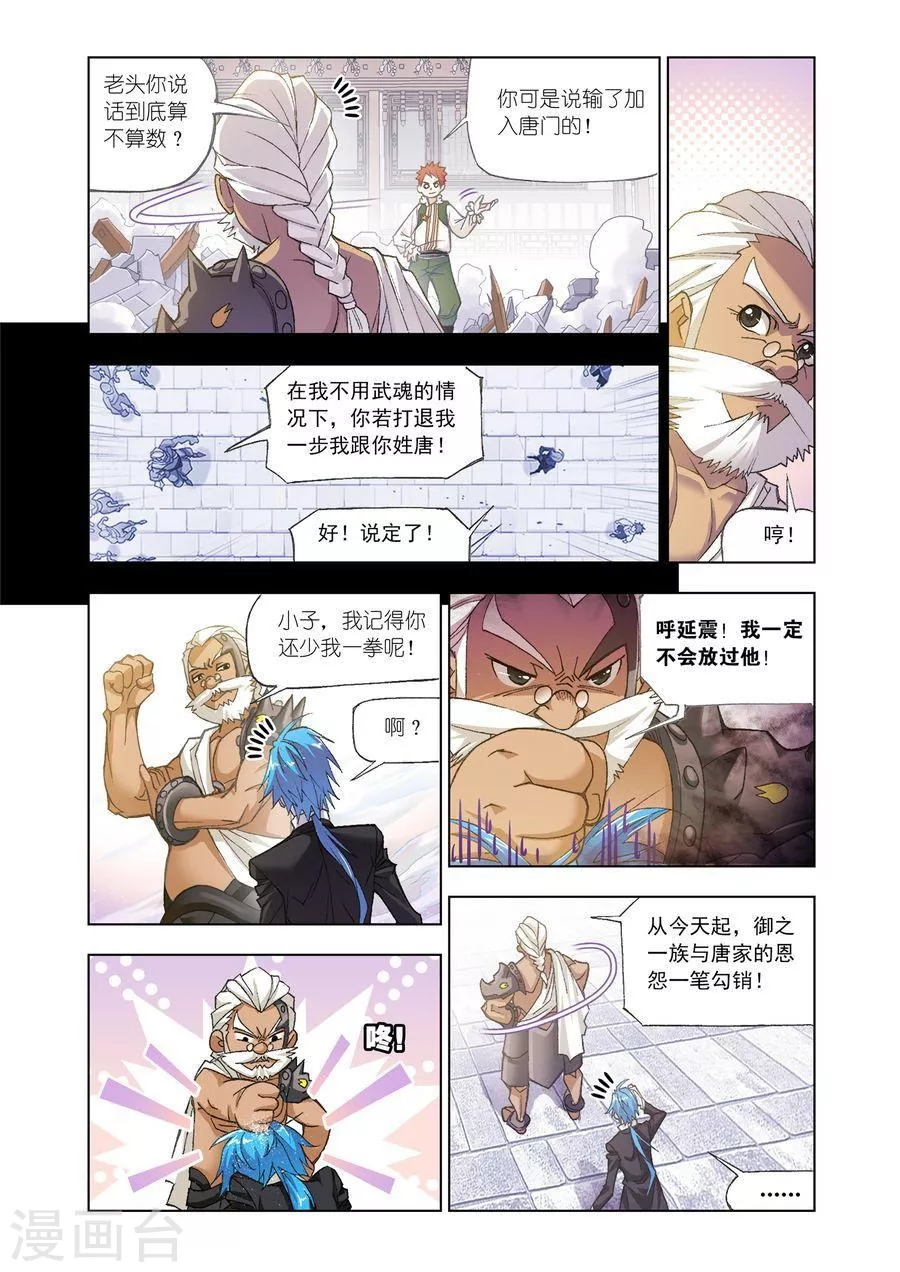 老头你说
话到底算
不算数？
你可是说输了加
入唐门的！
哼！
在我不用武魂的情
况下，你若打退我
一步我跟你姓唐！
好！说定了！
小子，我记得你
还少我一拳呢！
啊？
呼延震！我一定
不会放过他！
咚！
从今天起，御之
一族与唐家的恩
怨一笔勾销！
……
漫画台